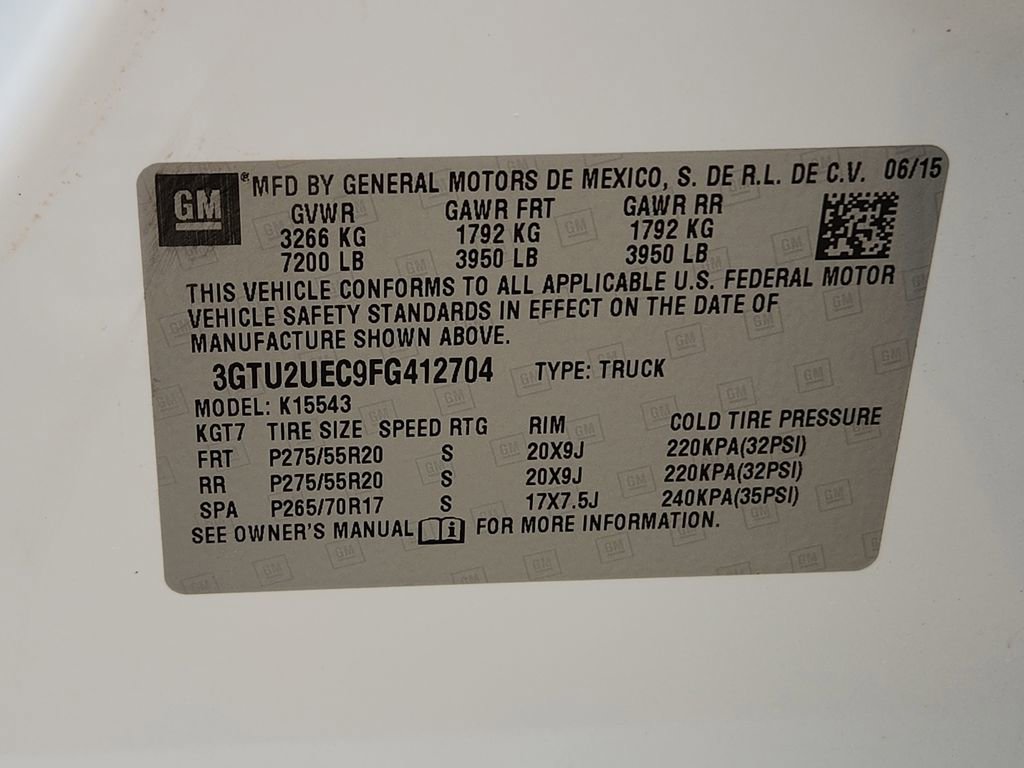 GM ®MFD BY GENERAL MOTORS DE MEXICO, S. DE R.L. DE C.V. 06/15
GVWR GAWR FRT GAWR RR
3266 KG 1792 KG 1792 KG
7200 LB 3950 LB 3950 LB
THIS VEHICLE CONFORMS TO ALL APPLICABLE U.S. FEDERAL MOTOR
VEHICLE SAFETY STANDARDS IN EFFECT ON THE DATE OF
MANUFACTURE SHOWN ABOVE.
3GTU2UEC9FG412704 TYPE: TRUCK
MODEL: K15543
KGT7 TIRE SIZE SPEED RTG RIM COLD TIRE PRESSURE
FRT P275/55R20 S 20X9J 220KPA(32PSI)
RR P275/55R20 S 20X9J 220KPA(32PSI)
SPA P265/70R17 S 17X7.5J 240KPA(35PSI)
SEE OWNER'S MANUAL i FOR MORE INFORMATION.